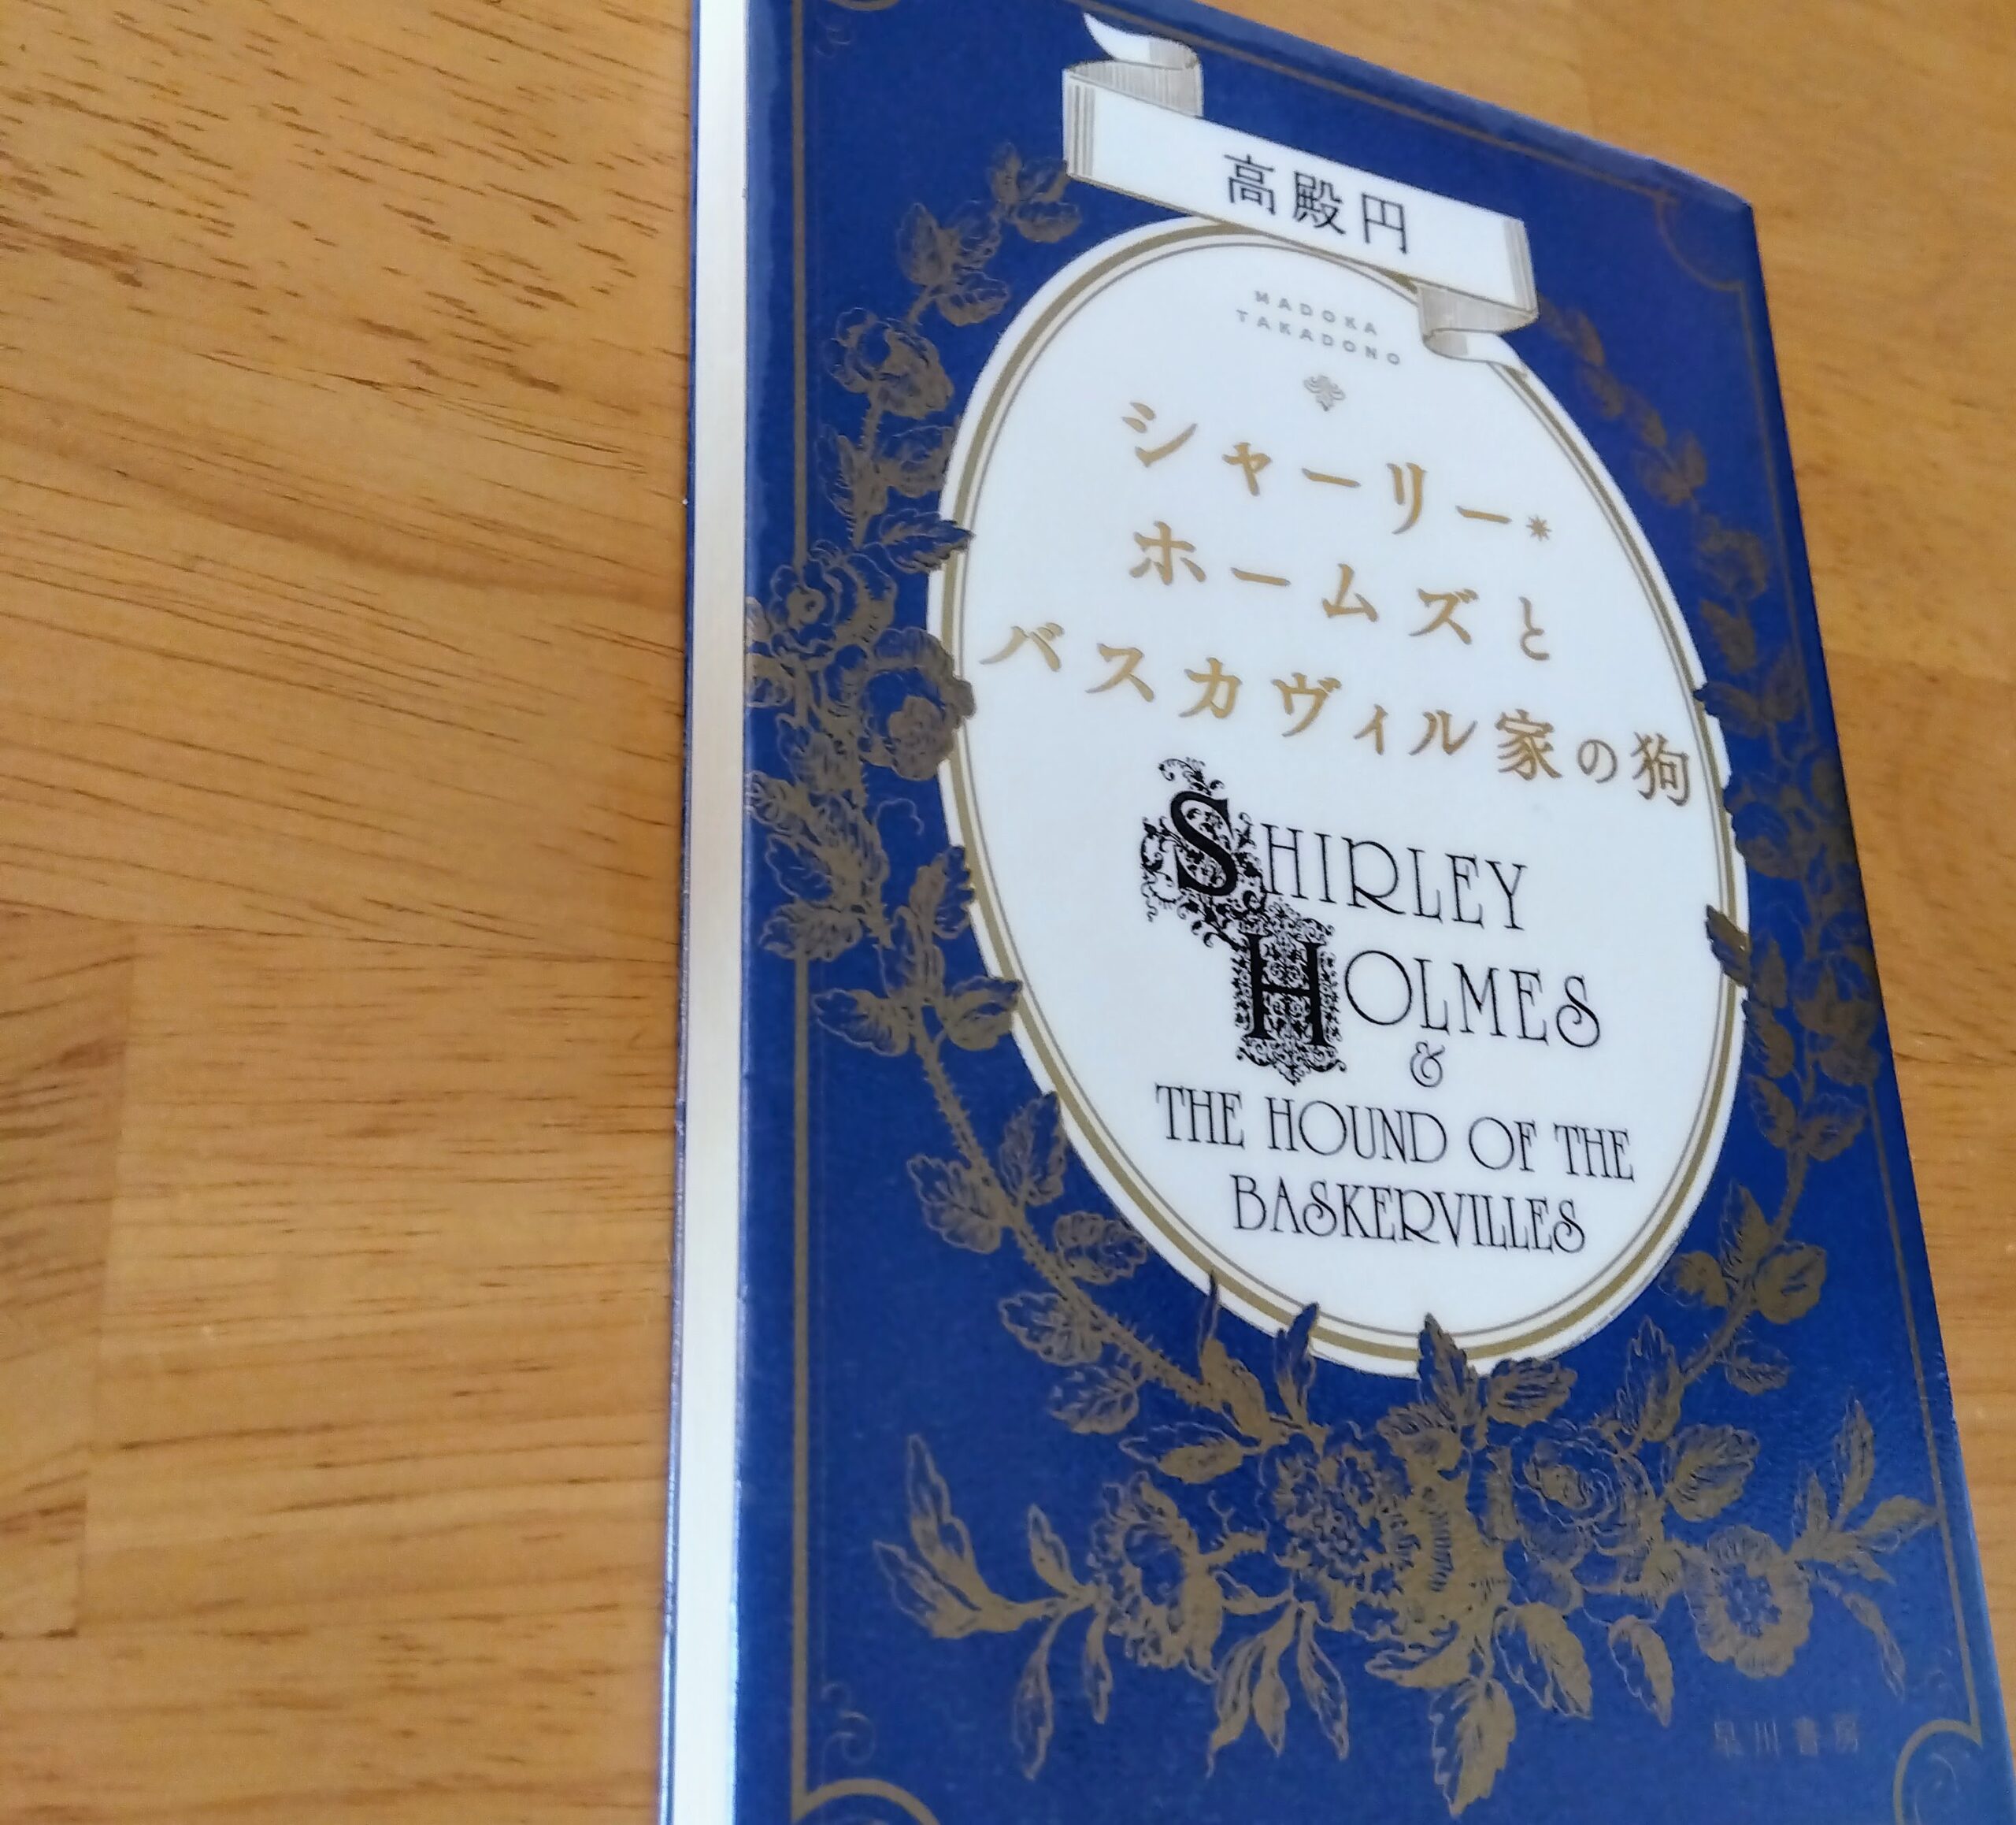 高殿円
MADOKA
TAKADONO
シャーリー*
ホームズと
バスカヴィル家の狗
SHIRLEY
HOLMES
&
THE HOUND OF THE
BASKERVILLES
早川書房